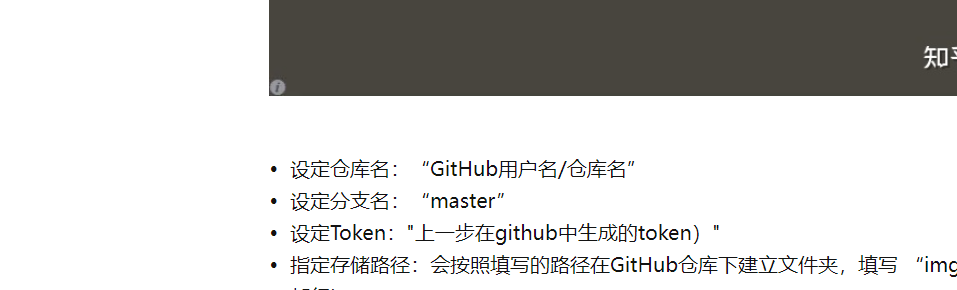 知
• 设定仓库名：“GitHub用户名/仓库名”
• 设定分支名：“master”
• 设定Token："上一步在github中生成的token）"
• 指定存储路径：会按照填写的路径在GitHub仓库下建立文件夹，填写 “img